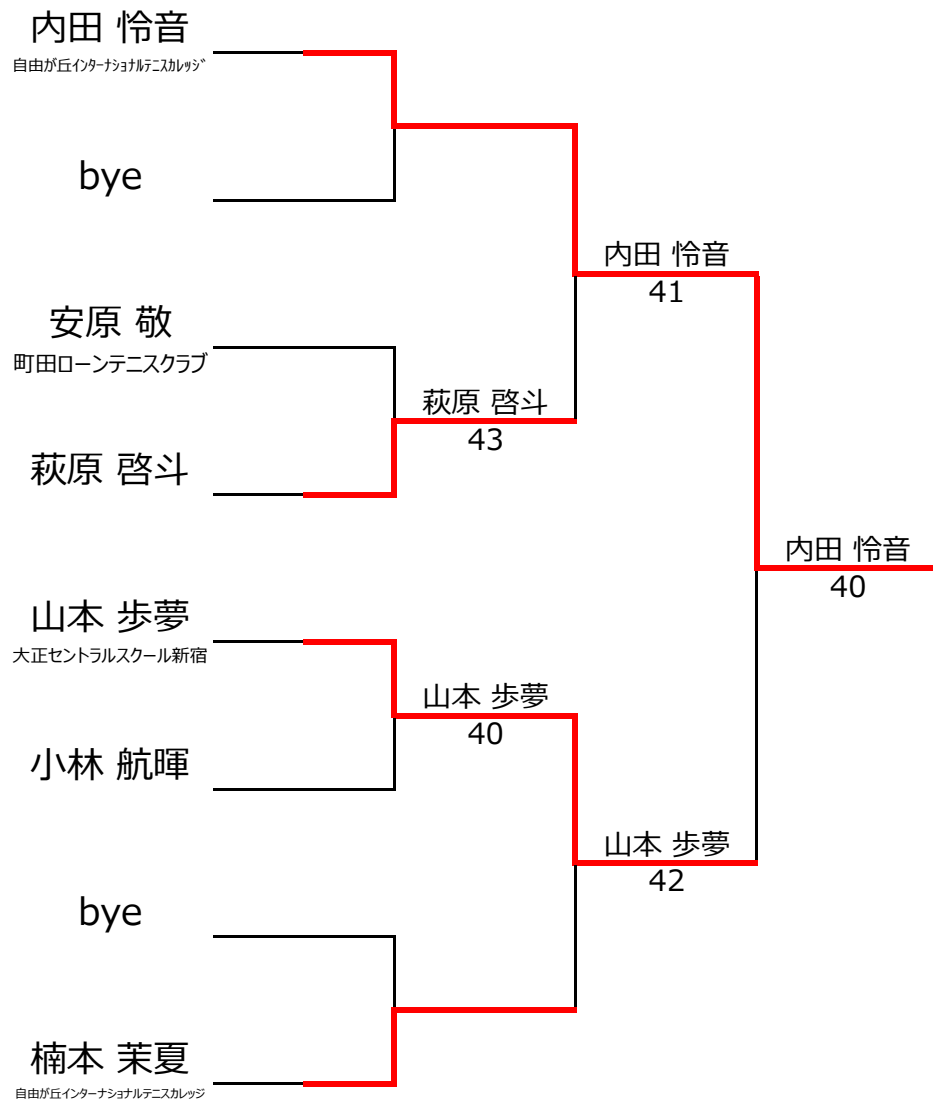 内田 怜音
自由が丘ｲﾝﾀｰﾅｼｮﾅﾙﾃﾆｽｶﾚｯｼﾞ
bye
内田 怜音
41
安原 敬
町田ローンテニスクラブ
萩原 啓斗
43
萩原 啓斗
内田 怜音
40
山本 歩夢
大正セントラルスクール新宿
山本 歩夢
40
小林 航暉
山本 歩夢
42
bye
楠本 茉夏
自由が丘インターナショナルテニスカレッジ